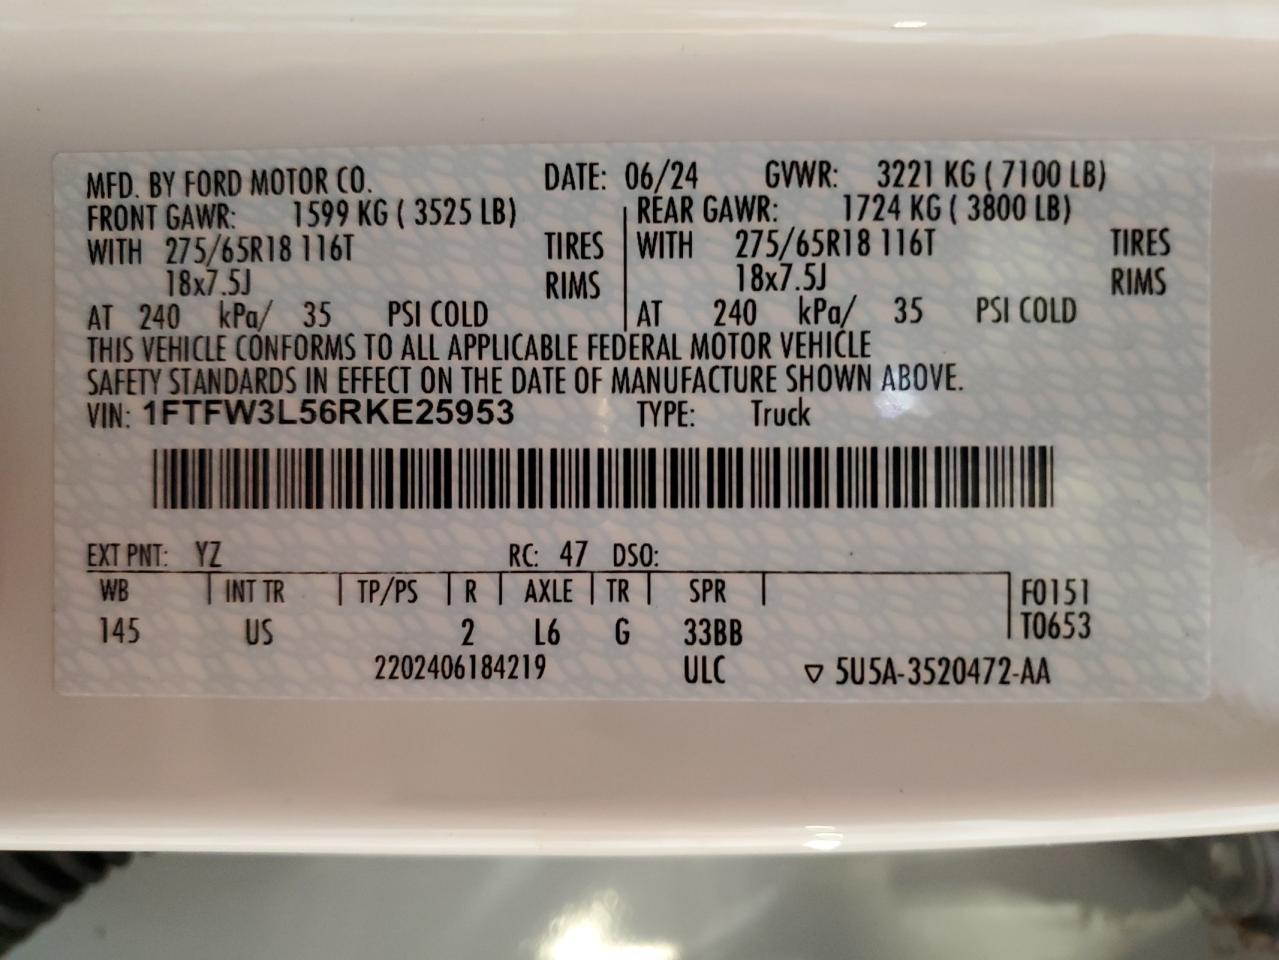 MFD. BY FORD MOTOR CO. DATE: 06/24 GVWR: 3221 KG ( 7100 LB)
FRONT GAWR: 1599 KG ( 3525 LB) REAR GAWR: 1724 KG ( 3800 LB)
WITH 275/65R18 116T TIRES WITH 275/65R18 116T TIRES
18x7.5J RIMS 18x7.5J RIMS
AT 240 kPa/ 35 PSI COLD AT 240 kPa/ 35 PSI COLD
THIS VEHICLE CONFORMS TO ALL APPLICABLE FEDERAL MOTOR VEHICLE
SAFETY STANDARDS IN EFFECT ON THE DATE OF MANUFACTURE SHOWN ABOVE.
VIN: 1FTFW3L56RKE25953 TYPE: Truck
EXT PNT: YZ RC: 47 DSO:
WB INT TR TP/PS R AXLE TR SPR F0151
145 US 2 L6 G 33BB T0653
2202406184219 ULC ▽ 5U5A-3520472-AA